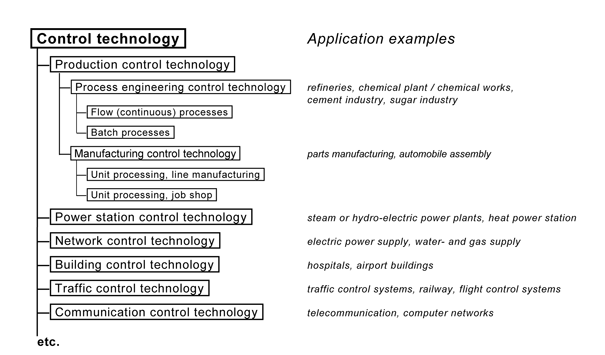 Control technology
Application examples
Production control technology
Process engineering control technology
refineries, chemical plant / chemical works,
cement industry, sugar industry
Flow (continuous) processes
Batch processes
Manufacturing control technology
parts manufacturing, automobile assembly
Unit processing, line manufacturing
Unit processing, job shop
Power station control technology
steam or hydro-electric power plants, heat power station
Network control technology
electric power supply, water- and gas supply
Building control technology
hospitals, airport buildings
Traffic control technology
traffic control systems, railway, flight control systems
Communication control technology
telecommunication, computer networks
etc.